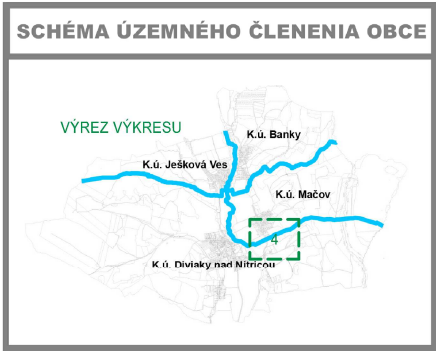 SCHÉMA ÚZEMNÉHO ČLENENIA OBCE
VÝREZ VÝKRESU
K.ú. Banky
K.ú. Ješková Ves
K.ú. Mačov
4
K.ú. Diviaky nad Nitricou